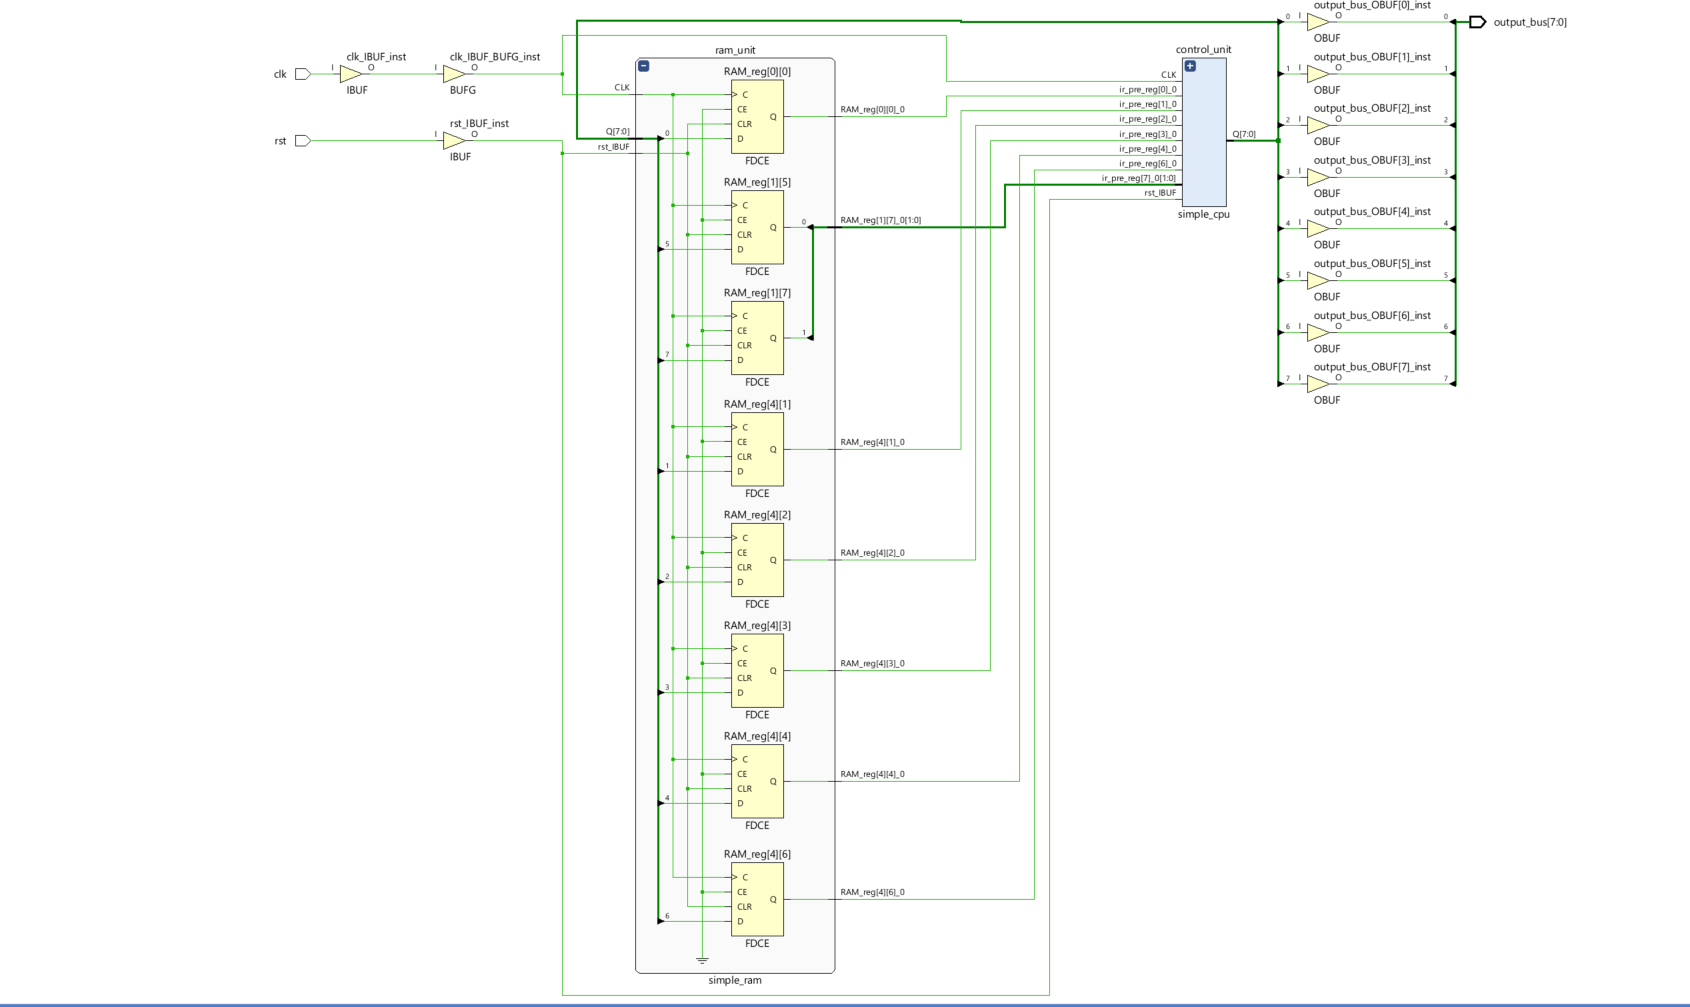 output_bus_OBUF[0]_inst
0 I O 0 output_bus[7:0]
OBUF
clk_IBUF_inst clk_IBUF_BUFG_inst
clk I O I O
IBUF BUFG
rst_IBUF_inst
rst I O
IBUF
ram_unit
RAM_reg[0][0]
CLK
C
CE
CLR
D
Q
Q[7:0] 0
rst_IBUF
RAM_reg[0][0]_0
FDCE
RAM_reg[1][5]
C
CE
CLR
5 D
Q 0
RAM_reg[1][7]_0[1:0]
FDCE
RAM_reg[1][7]
C
CE
CLR
7 D
Q 1
FDCE
RAM_reg[4][1]
C
CE
CLR
1 D
Q
RAM_reg[4][1]_0
FDCE
RAM_reg[4][2]
C
CE
CLR
2 D
Q
RAM_reg[4][2]_0
FDCE
RAM_reg[4][3]
C
CE
CLR
3 D
Q
RAM_reg[4][3]_0
FDCE
RAM_reg[4][4]
C
CE
CLR
4 D
Q
RAM_reg[4][4]_0
FDCE
RAM_reg[4][6]
C
CE
CLR
6 D
Q
RAM_reg[4][6]_0
FDCE
simple_ram
control_unit
CLK
ir_pre_reg[0]_0
ir_pre_reg[1]_0
ir_pre_reg[2]_0
ir_pre_reg[3]_0
ir_pre_reg[4]_0
ir_pre_reg[6]_0
ir_pre_reg[7]_0[1:0]
rst_IBUF
Q[7:0]
simple_cpu
output_bus_OBUF[1]_inst
1 I O 1
OBUF
output_bus_OBUF[2]_inst
2 I O 2
OBUF
output_bus_OBUF[3]_inst
3 I O 3
OBUF
output_bus_OBUF[4]_inst
4 I O 4
OBUF
output_bus_OBUF[5]_inst
5 I O 5
OBUF
output_bus_OBUF[6]_inst
6 I O 6
OBUF
output_bus_OBUF[7]_inst
7 I O 7
OBUF